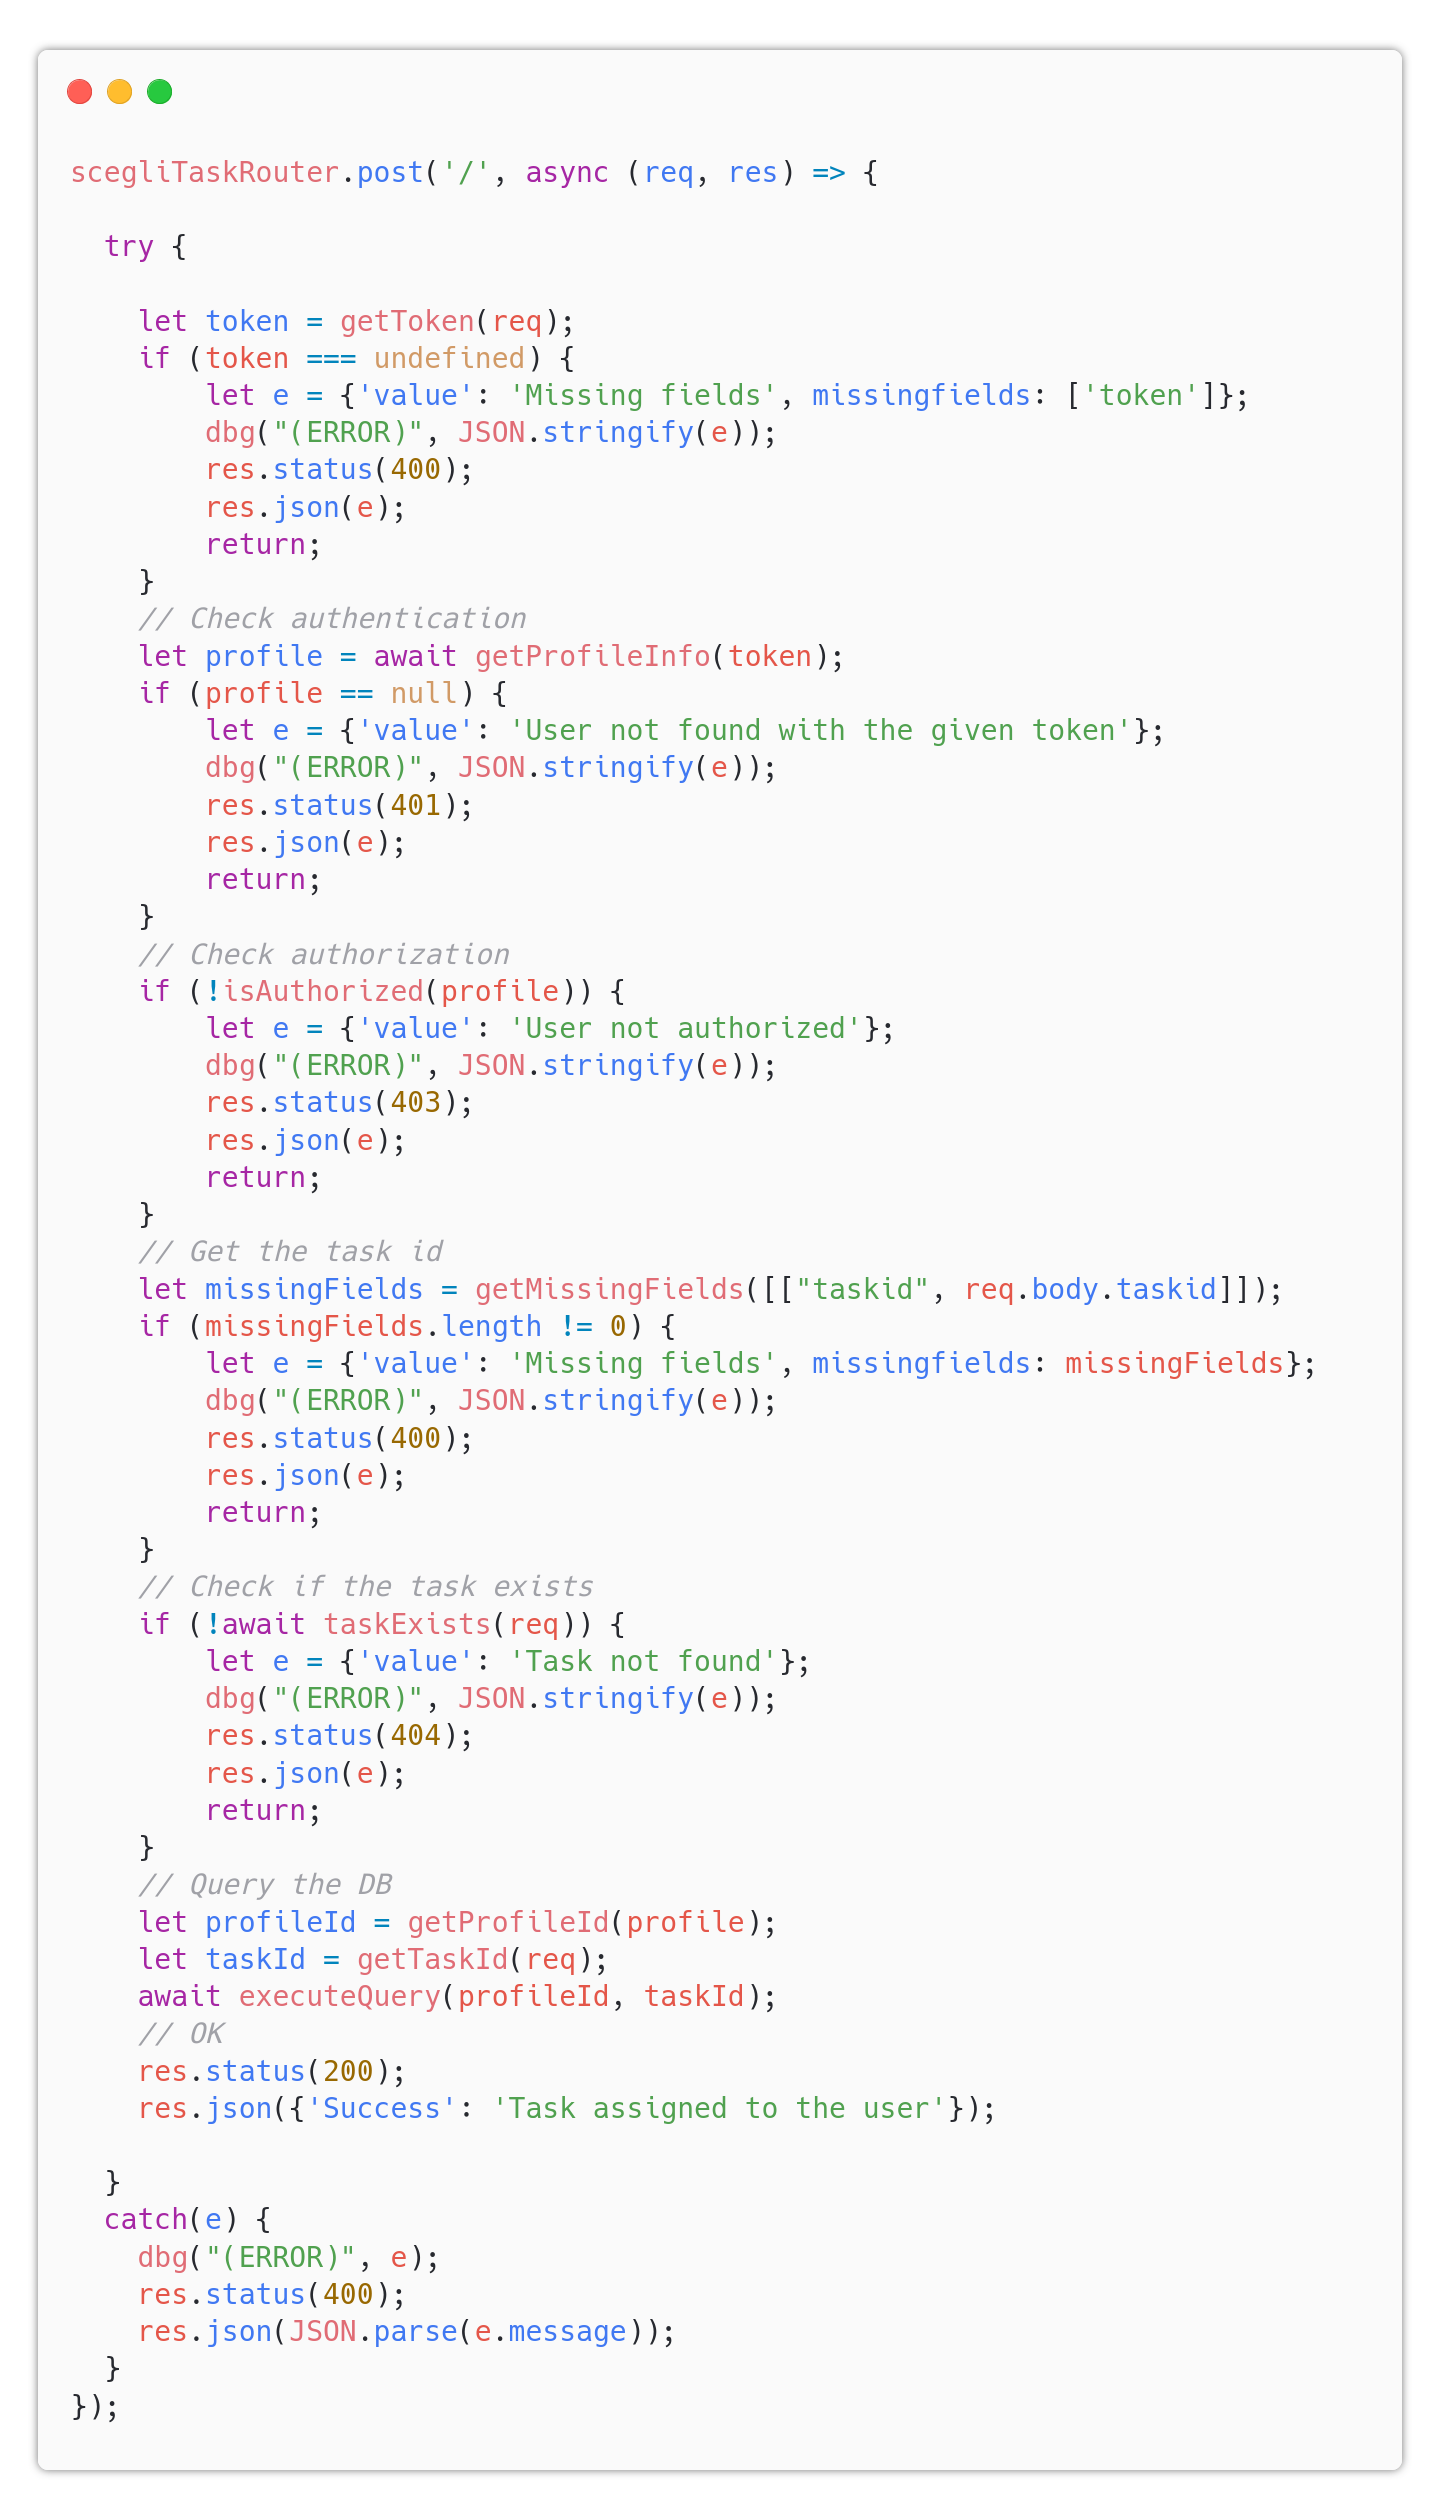 scegliTaskRouter.post('/', async (req, res) => {
try {
let token = getToken(req);
if (token === undefined) {
let e = {'value': 'Missing fields', missingfields: ['token']};
dbg("(ERROR)", JSON.stringify(e));
res.status(400);
res.json(e);
return;
}
// Check authentication
let profile = await getProfileInfo(token);
if (profile == null) {
let e = {'value': 'User not found with the given token'};
dbg("(ERROR)", JSON.stringify(e));
res.status(401);
res.json(e);
return;
}
// Check authorization
if (!isAuthorized(profile)) {
let e = {'value': 'User not authorized'};
dbg("(ERROR)", JSON.stringify(e));
res.status(403);
res.json(e);
return;
}
// Get the task id
let missingFields = getMissingFields([["taskid", req.body.taskid]]);
if (missingFields.length != 0) {
let e = {'value': 'Missing fields', missingfields: missingFields};
dbg("(ERROR)", JSON.stringify(e));
res.status(400);
res.json(e);
return;
}
// Check if the task exists
if (!await taskExists(req)) {
let e = {'value': 'Task not found'};
dbg("(ERROR)", JSON.stringify(e));
res.status(404);
res.json(e);
return;
}
// Query the DB
let profileId = getProfileId(profile);
let taskId = getTaskId(req);
await executeQuery(profileId, taskId);
// OK
res.status(200);
res.json({'Success': 'Task assigned to the user'});
}
catch(e) {
dbg("(ERROR)", e);
res.status(400);
res.json(JSON.parse(e.message));
}
});